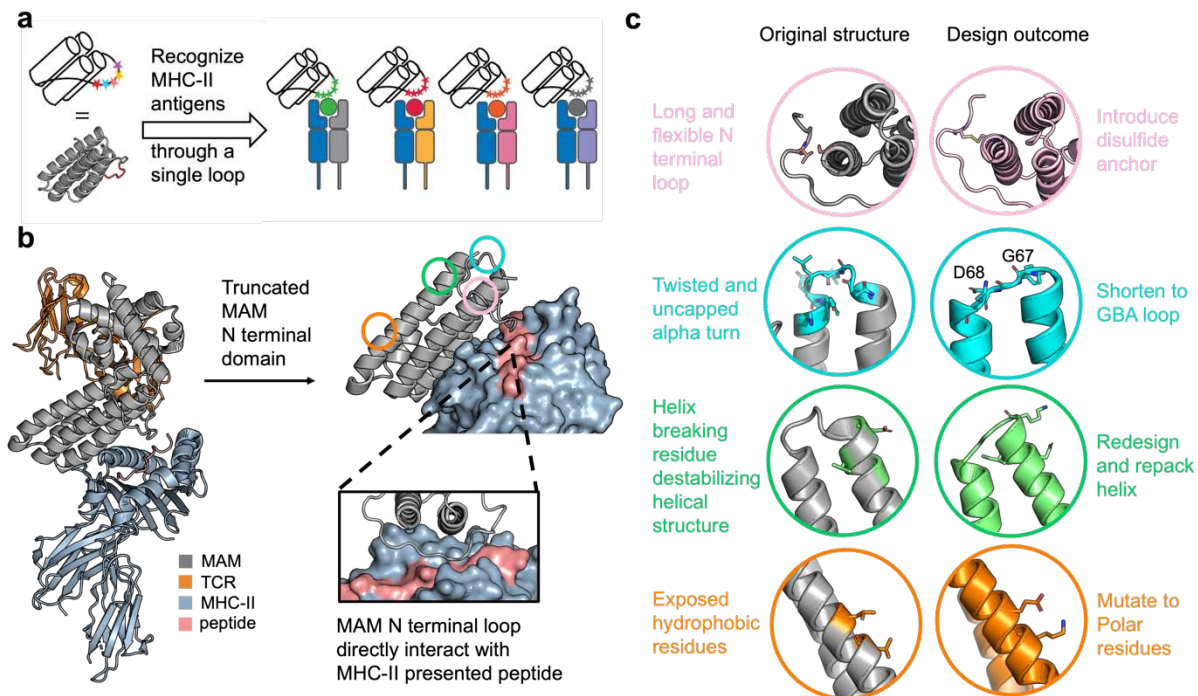 a
Recognize
MHC-II
antigens
through a
single loop
=
b
Truncated
MAM
N terminal
domain
MAM
TCR
MHC-II
peptide
MAM N terminal loop
directly interact with
MHC-II presented peptide
c
Original structure
Design outcome
Long and
flexible N
terminal
loop
Introduce
disulfide
anchor
Twisted and
uncapped
alpha turn
D68
G67
Shorten to
GBA loop
Helix
breaking
residue
destabilizing
helical
structure
Redesign
and repack
helix
Exposed
hydrophobic
residues
Mutate to
Polar
residues